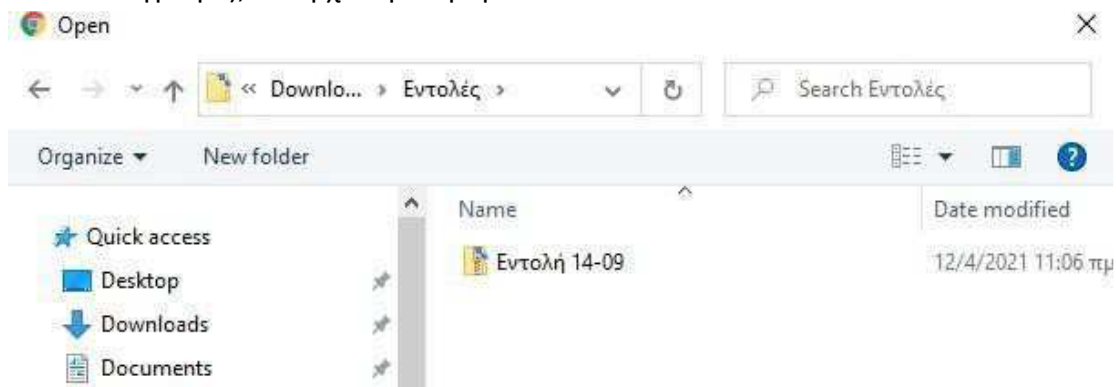 Open
« Downlo... › Εντολές ›
Search Εντολές
Organize
New folder
Name
Date modified
Quick access
Εντολή 14-09
12/4/2021 11:06 πμ
Desktop
Downloads
Documents